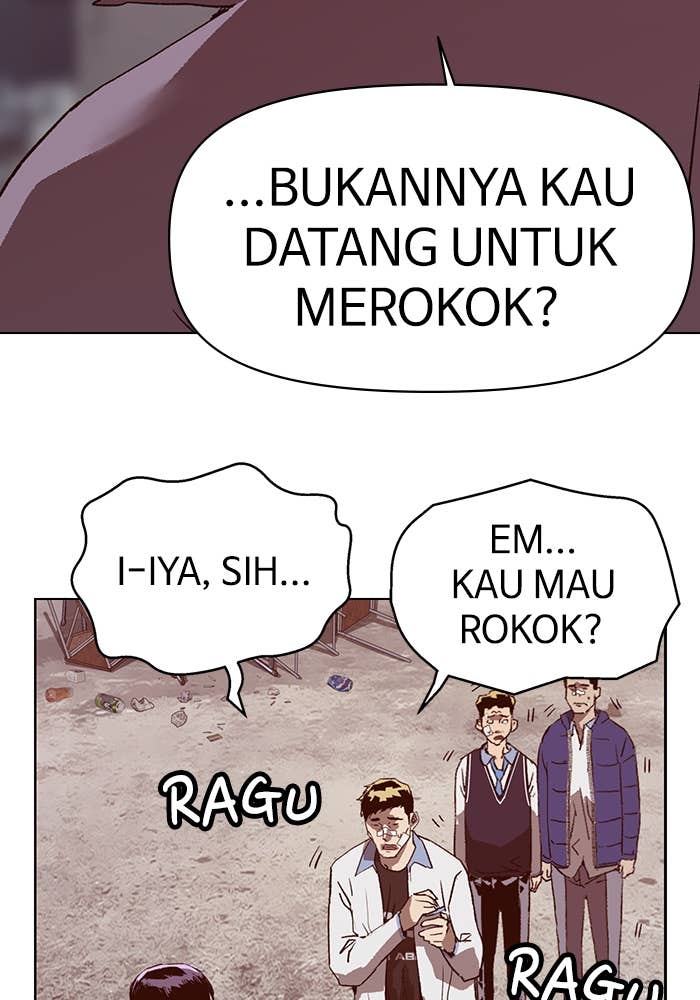 ...BUKANNYA KAU
DATANG UNTUK
MEROKOK?
I-IYA, SIH...
EM...
KAU MAU
ROKOK?
RAGU
RAGU